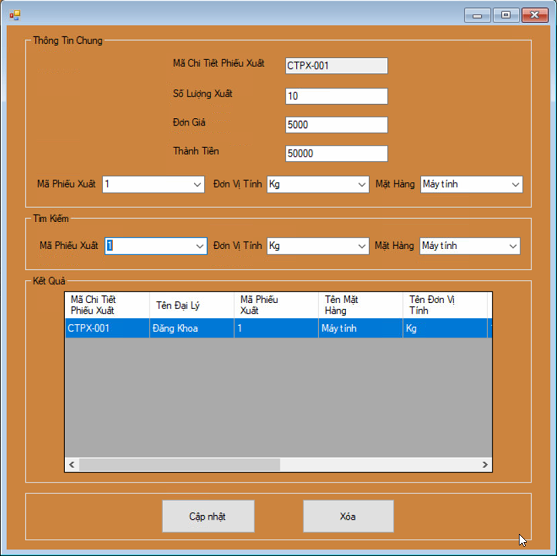 Thông Tin Chung
Mã Chi Tiết Phiếu Xuất CTPX-001
Số Lượng Xuất 10
Đơn Giá 5000
Thành Tiền 50000
Mã Phiếu Xuất 1 Đơn Vị Tính Kg Mặt Hàng Máy tính
Tìm Kiếm
Mã Phiếu Xuất 1 Đơn Vị Tính Kg Mặt Hàng Máy tính
Kết Quả
Mã Chi Tiết Phiếu Xuất Tên Đại Lý Mã Phiếu Xuất Tên Mặt Hàng Tên Đơn Vị Tính
CTPX-001 Đăng Khoa 1 Máy tính Kg
Cập nhật Xóa